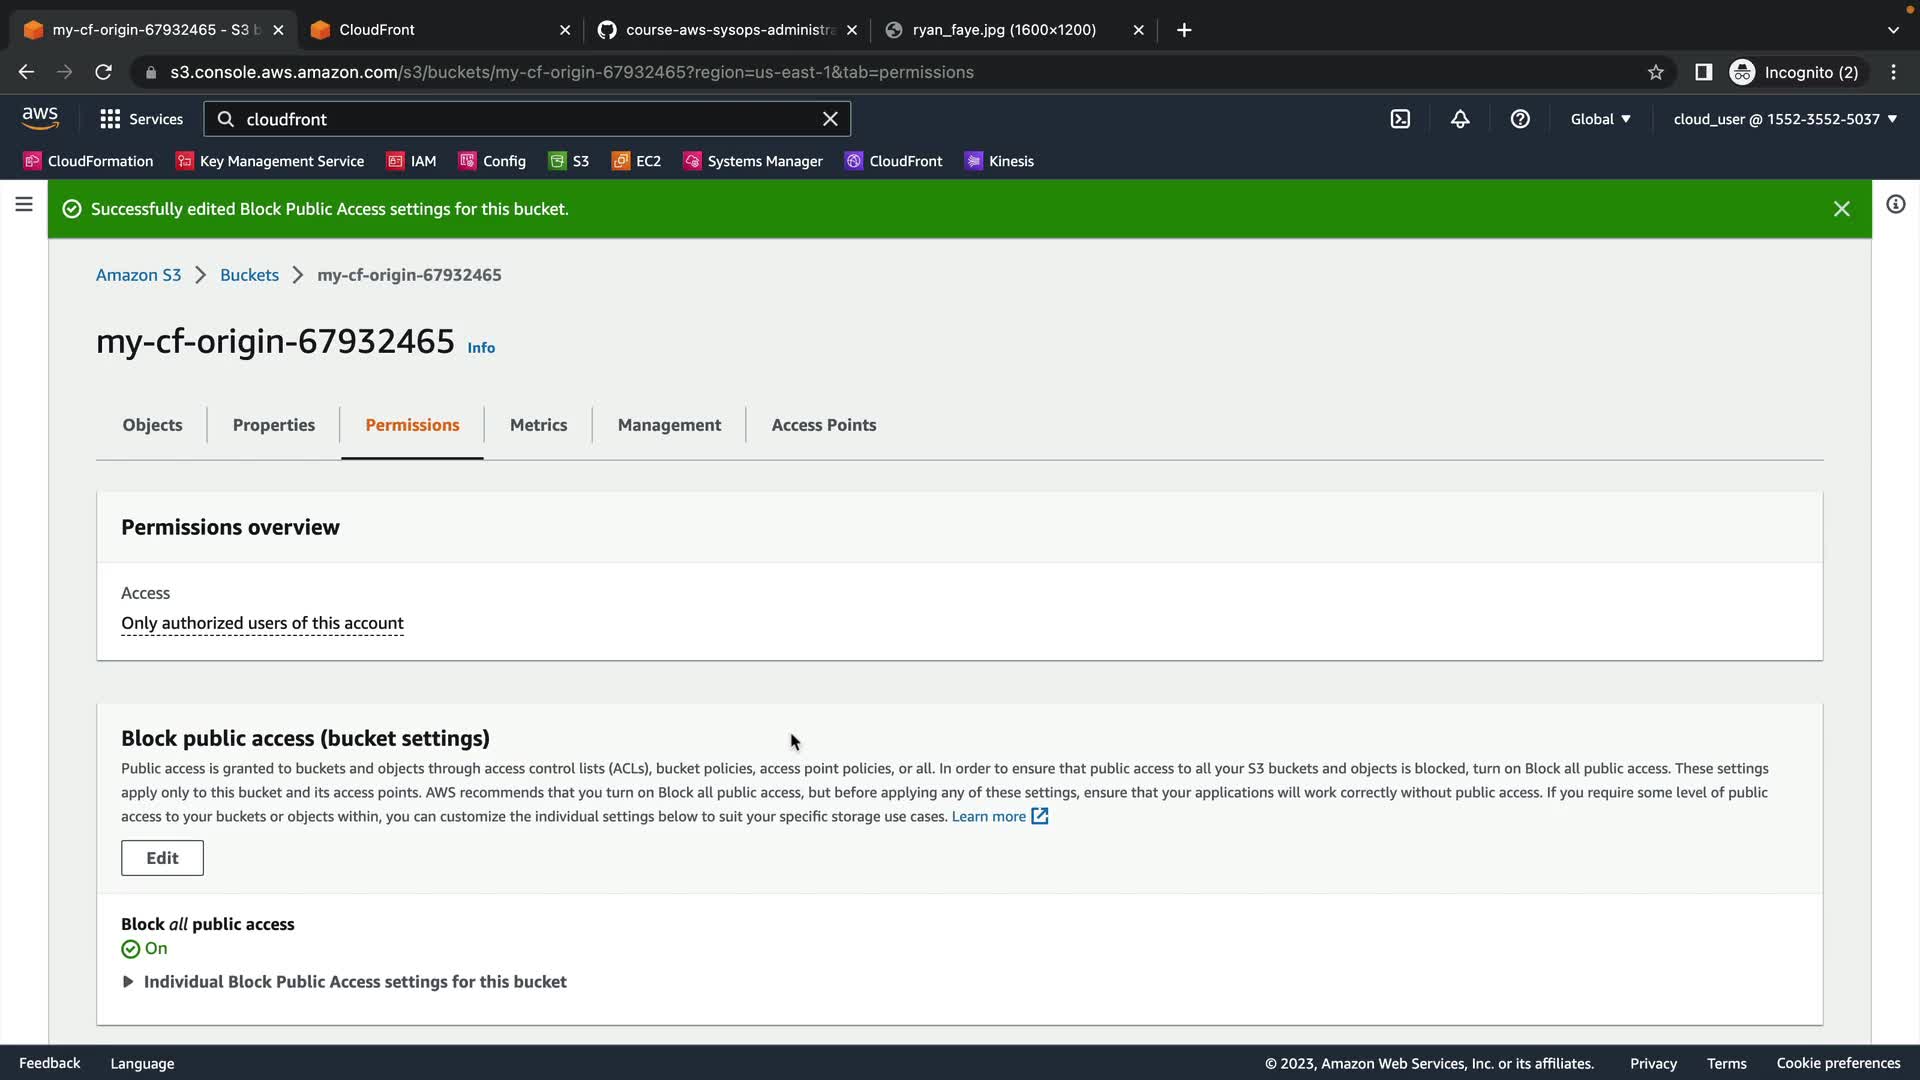 my-cf-origin-67932465 - S3 b
CloudFront
course-aws-sysops-administra
ryan_faye.jpg (1600×1200)
s3.console.aws.amazon.com/s3/buckets/my-cf-origin-67932465?region=us-east-1&tab=permissions
Incognito (2)
aws
Services
cloudfront
Global
cloud_user @ 1552-3552-5037
CloudFormation
Key Management Service
IAM
Config
S3
EC2
Systems Manager
CloudFront
Kinesis
Successfully edited Block Public Access settings for this bucket.
Amazon S3
Buckets
my-cf-origin-67932465
my-cf-origin-67932465 Info
Objects
Properties
Permissions
Metrics
Management
Access Points
Permissions overview
Access
Only authorized users of this account
Block public access (bucket settings)
Public access is granted to buckets and objects through access control lists (ACLs), bucket policies, access point policies, or all. In order to ensure that public access to all your S3 buckets and objects is blocked, turn on Block all public access. These settings
apply only to this bucket and its access points. AWS recommends that you turn on Block all public access, but before applying any of these settings, ensure that your applications will work correctly without public access. If you require some level of public
access to your buckets or objects within, you can customize the individual settings below to suit your specific storage use cases. Learn more
Edit
Block all public access
On
Individual Block Public Access settings for this bucket
Feedback
Language
© 2023, Amazon Web Services, Inc. or its affiliates.
Privacy
Terms
Cookie preferences